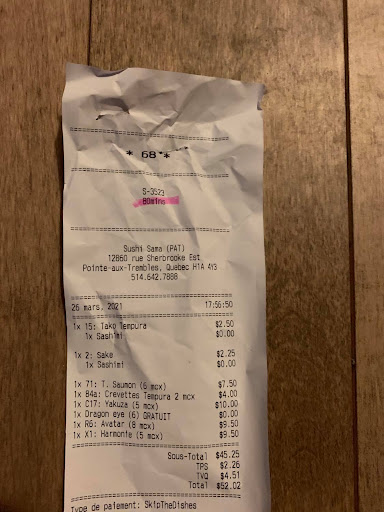 * 68 *
S-3523
80mins
Sushi Sama (PAT)
12860 rue Sherbrooke Est
Pointe-aux-Trembles, Quebec H1A 4Y3
514.642.7888
26 mars. 2021 17:56:50
1x 15: Tako Tempura $2.50
1x Sashimi $0.00
1x 2: Sake $2.25
1x Sashimi $0.00
1x 71: T. Saumon (6 mcx) $7.50
1x 84a: Crevettes Tempura 2 mcx $4.00
1x C17: Yakuza (5 mcx) $10.00
1x Dragon eye (6) GRATUIT $0.00
1x R6: Avatar (8 mcx) $9.50
1x X1: Harmonie (5 mcx) $9.50
Sous-Total $45.25
TPS $2.26
TVQ $4.51
Total $52.02
Type de paiement: SkipTheDishes